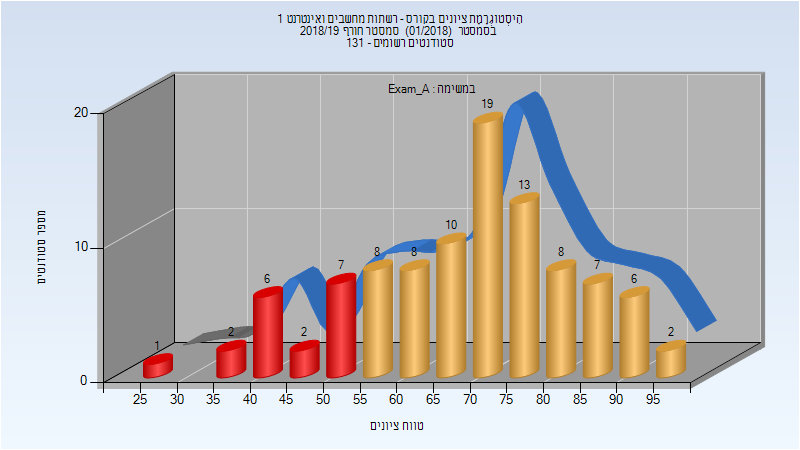 הִיסְטוֹגְרָמַת ציונים בקורס - רשתות מחשבים ואינטרנט 1
בסמסטר (01/2018) סמסטר חורף 2018/19
סטודנטים רשומים - 131
במשימה : Exam_A
מספר סטודנטים
20
10
0
1
2
6
2
7
8
8
10
19
13
8
7
6
2
25 30 35 40 45 50 55 60 65 70 75 80 85 90 95
טווח ציונים